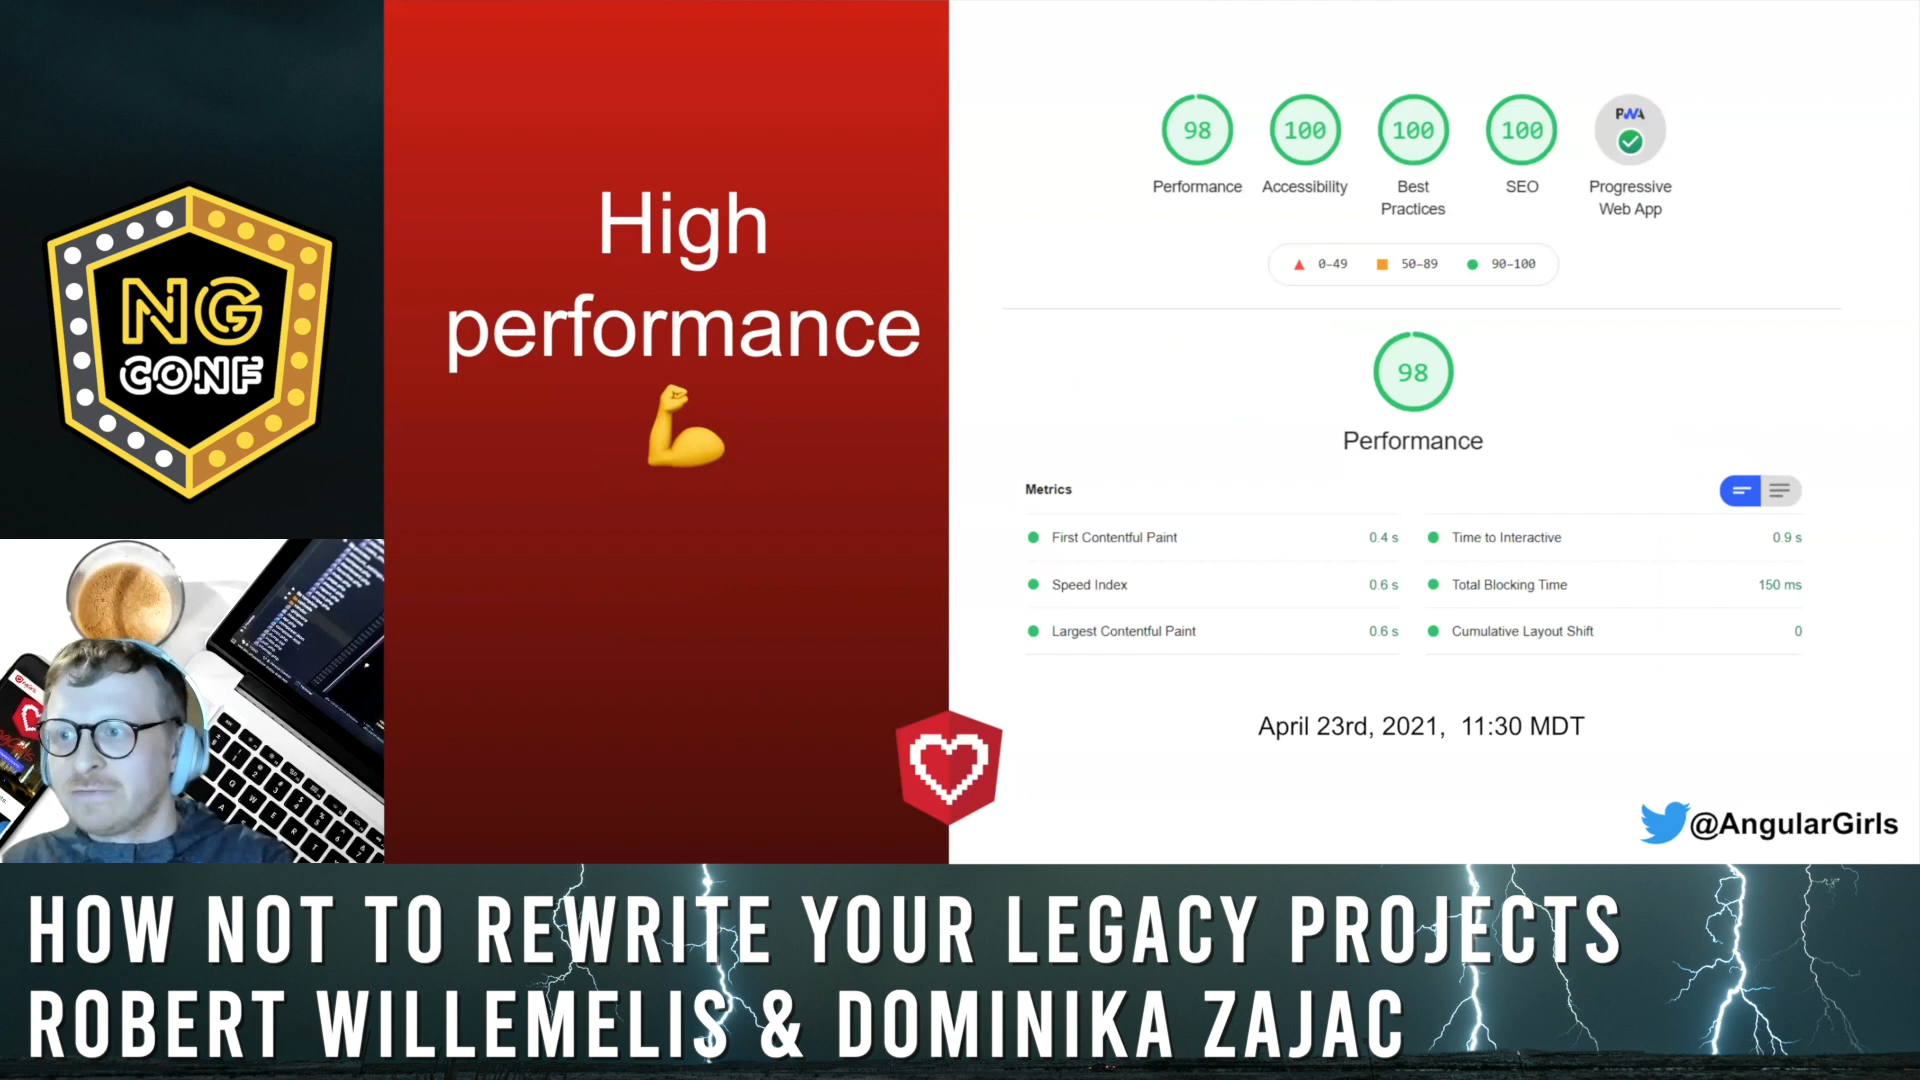 NG
CONF
High
performance
98
100
100
100
PWA
Performance
Accessibility
Best
Practices
SEO
Progressive
Web App
0–49
50–89
90–100
98
Performance
Metrics
First Contentful Paint
0.4 s
Time to Interactive
0.9 s
Speed Index
0.6 s
Total Blocking Time
150 ms
Largest Contentful Paint
0.6 s
Cumulative Layout Shift
0
April 23rd, 2021, 11:30 MDT
@AngularGirls
HOW NOT TO REWRITE YOUR LEGACY PROJECTS
ROBERT WILLEMELIS & DOMINIKA ZAJAC